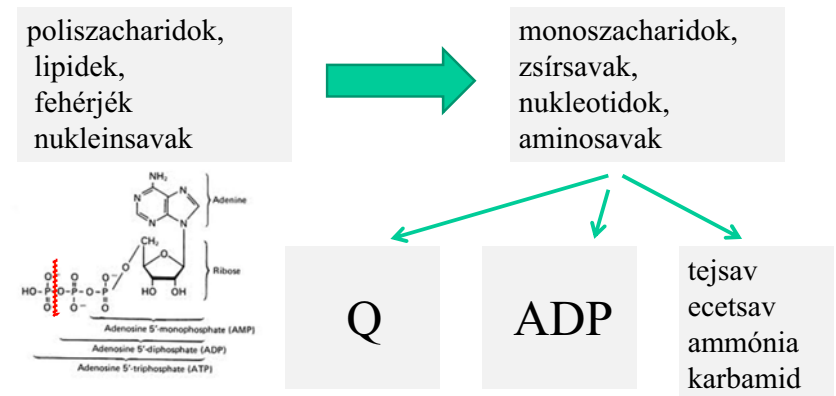 poliszacharidok,
lipidek,
fehérjék
nukleinsavak
monoszacharidok,
zsírsavak,
nukleotidok,
aminosavak
NH₂
N
N
N
N
Adenine
CH₂
O
O
Ribose
OH OH
O O O⁻
HO-P-O-P-O-P
O O⁻ O
Adenosine 5'-monophosphate (AMP)
Adenosine 5'-diphosphate (ADP)
Adenosine 5'-triphosphate (ATP)
Q
ADP
tejsav
ecetsav
ammónia
karbamid